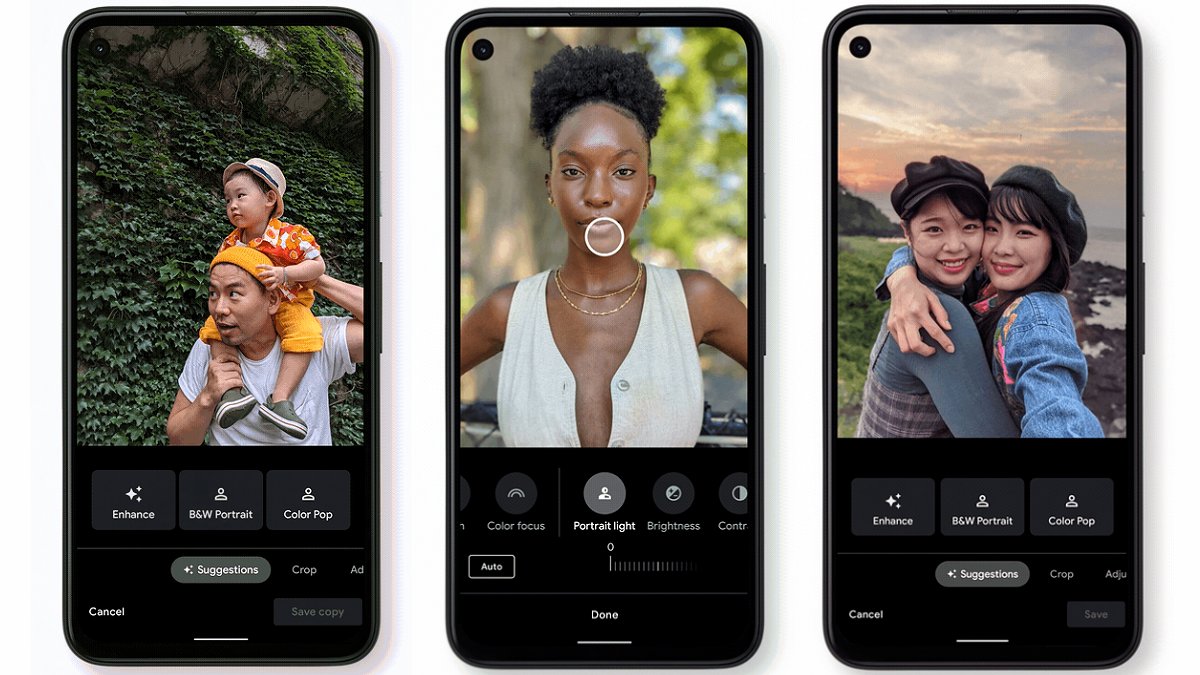 Enhance
B&W Portrait
Color Pop
Suggestions
Crop
Ad
Cancel
Save copy
n
Color focus
Portrait light
Brightness
Contr
0
Auto
Done
Enhance
B&W Portrait
Color Pop
Suggestions
Crop
Adju
Cancel
Save